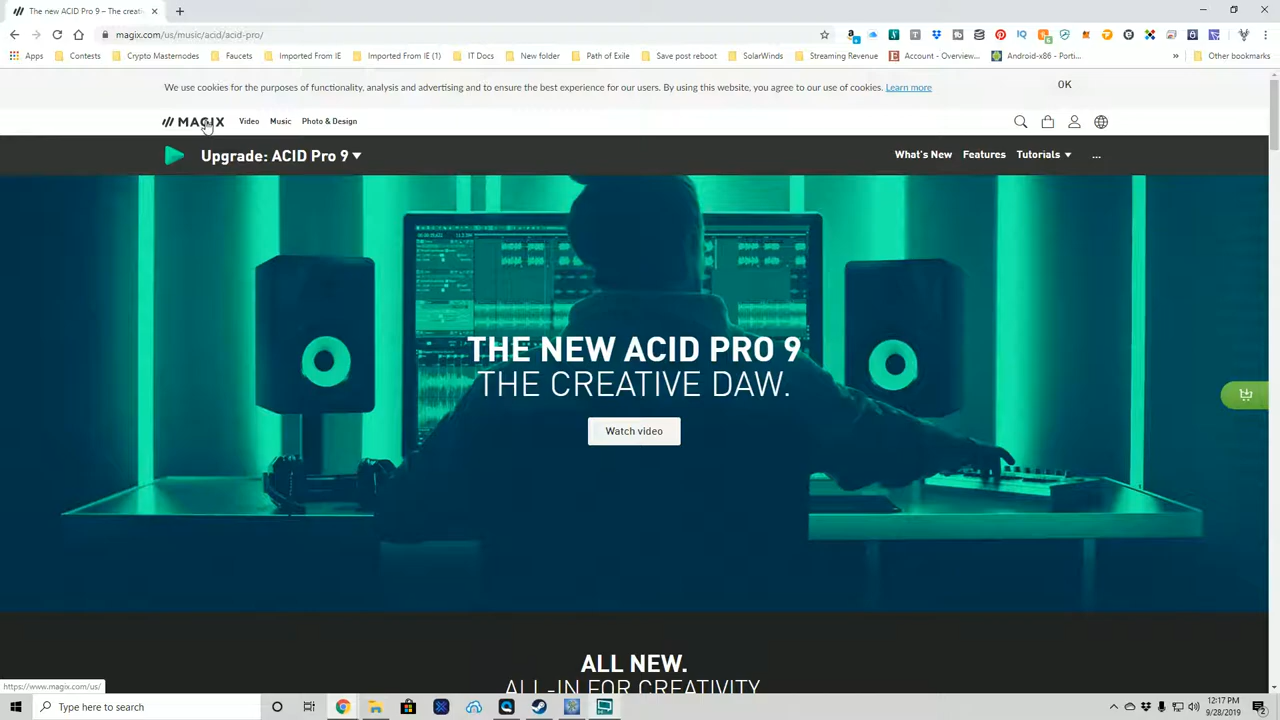 The new ACID Pro 9 – The creati
magix.com/us/music/acid/acid-pro/
Apps
Contests
Crypto Masternodes
Faucets
Imported From IE
Imported From IE (1)
IT Docs
New folder
Path of Exile
Save post reboot
SolarWinds
Streaming Revenue
Account - Overview...
Android-x86 - Porti...
»
Other bookmarks
We use cookies for the purposes of functionality, analysis and advertising and to ensure the best experience for our users. By using this website, you agree to our use of cookies. Learn more
OK
MAGIX
Video
Music
Photo & Design
Upgrade: ACID Pro 9
What's New
Features
Tutorials
...
THE NEW ACID PRO 9
THE CREATIVE DAW.
Watch video
ALL NEW.
ALL-IN FOR CREATIVITY
https://www.magix.com/us/
Type here to search
12:17 PM
9/28/2019